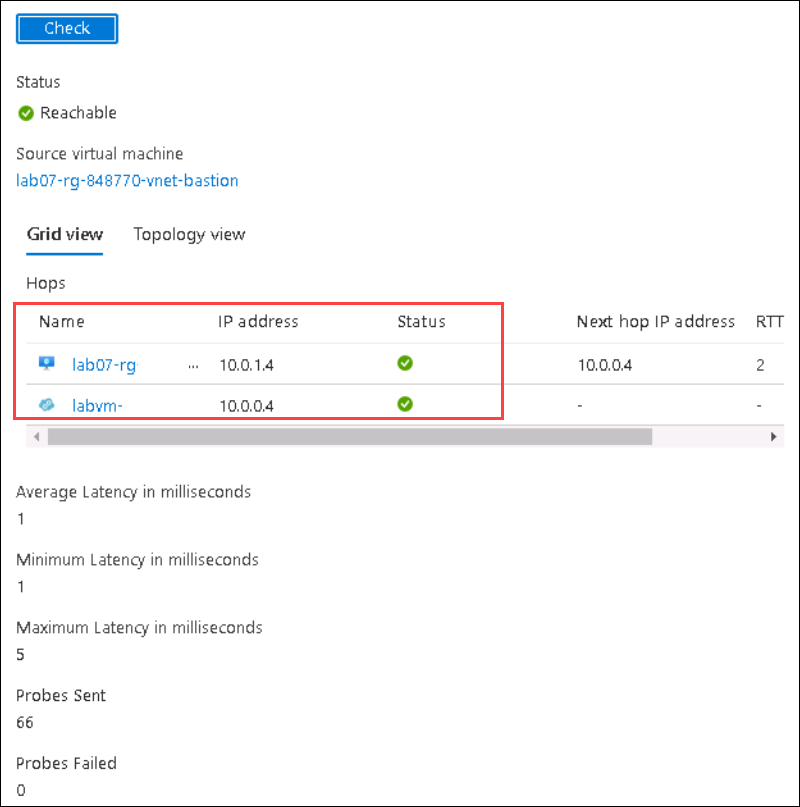 Check
Status
Reachable
Source virtual machine
lab07-rg-848770-vnet-bastion
Grid view Topology view
Hops
Name IP address Status Next hop IP address RTT
lab07-rg ... 10.0.1.4 10.0.0.4 2
labvm- 10.0.0.4 - -
Average Latency in milliseconds
1
Minimum Latency in milliseconds
1
Maximum Latency in milliseconds
5
Probes Sent
66
Probes Failed
0